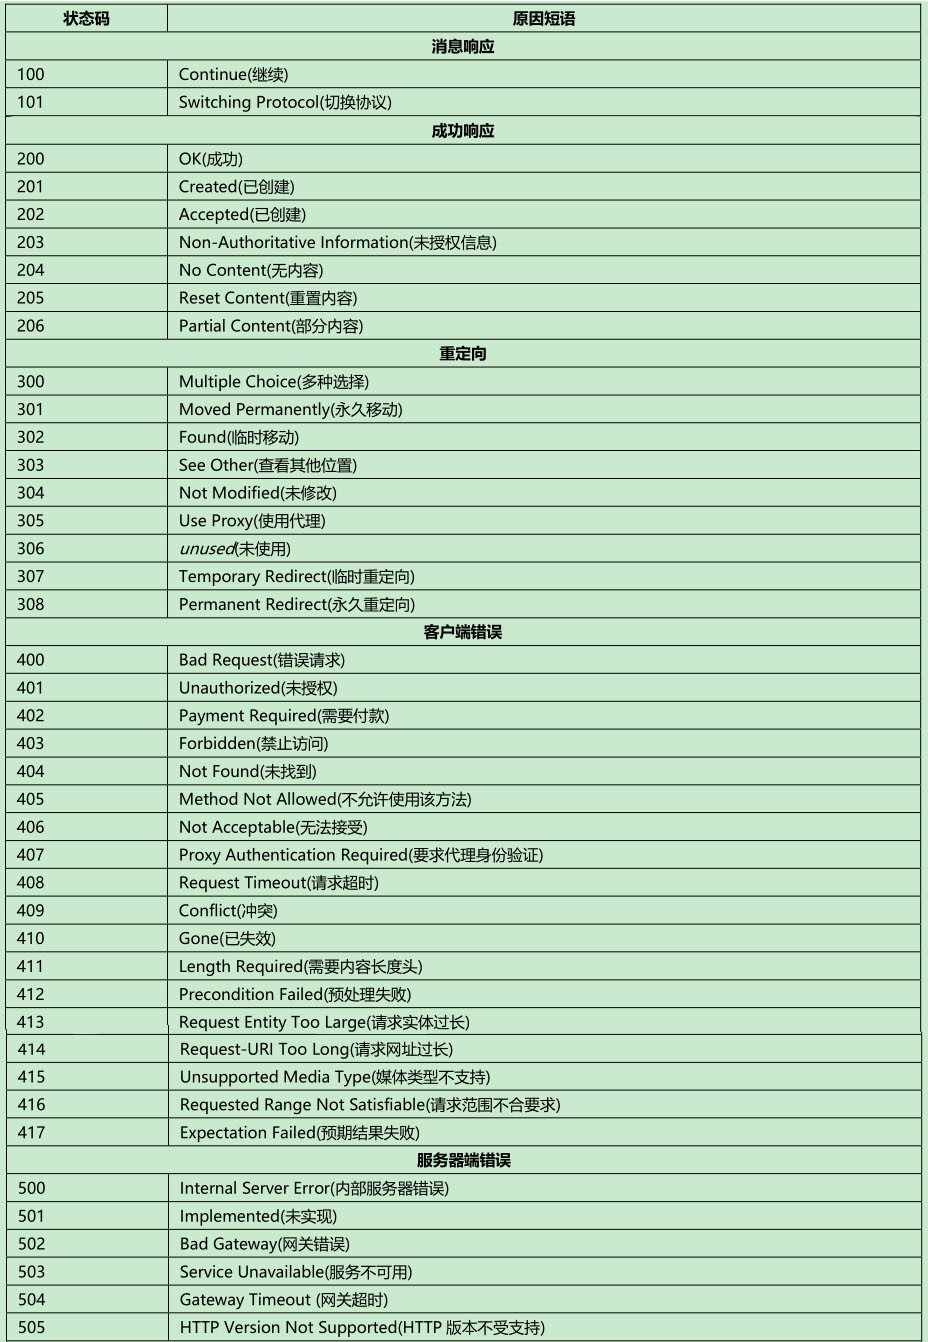 状态码 原因短语
消息响应
100 Continue(继续)
101 Switching Protocol(切换协议)
成功响应
200 OK(成功)
201 Created(已创建)
202 Accepted(已创建)
203 Non-Authoritative Information(未授权信息)
204 No Content(无内容)
205 Reset Content(重置内容)
206 Partial Content(部分内容)
重定向
300 Multiple Choice(多种选择)
301 Moved Permanently(永久移动)
302 Found(临时移动)
303 See Other(查看其他位置)
304 Not Modified(未修改)
305 Use Proxy(使用代理)
306 unused(未使用)
307 Temporary Redirect(临时重定向)
308 Permanent Redirect(永久重定向)
客户端错误
400 Bad Request(错误请求)
401 Unauthorized(未授权)
402 Payment Required(需要付款)
403 Forbidden(禁止访问)
404 Not Found(未找到)
405 Method Not Allowed(不允许使用该方法)
406 Not Acceptable(无法接受)
407 Proxy Authentication Required(要求代理身份验证)
408 Request Timeout(请求超时)
409 Conflict(冲突)
410 Gone(已失效)
411 Length Required(需要内容长度头)
412 Precondition Failed(预处理失败)
413 Request Entity Too Large(请求实体过长)
414 Request-URI Too Long(请求网址过长)
415 Unsupported Media Type(媒体类型不支持)
416 Requested Range Not Satisfiable(请求范围不合要求)
417 Expectation Failed(预期结果失败)
服务器端错误
500 Internal Server Error(内部服务器错误)
501 Implemented(未实现)
502 Bad Gateway(网关错误)
503 Service Unavailable(服务不可用)
504 Gateway Timeout (网关超时)
505 HTTP Version Not Supported(HTTP 版本不受支持)